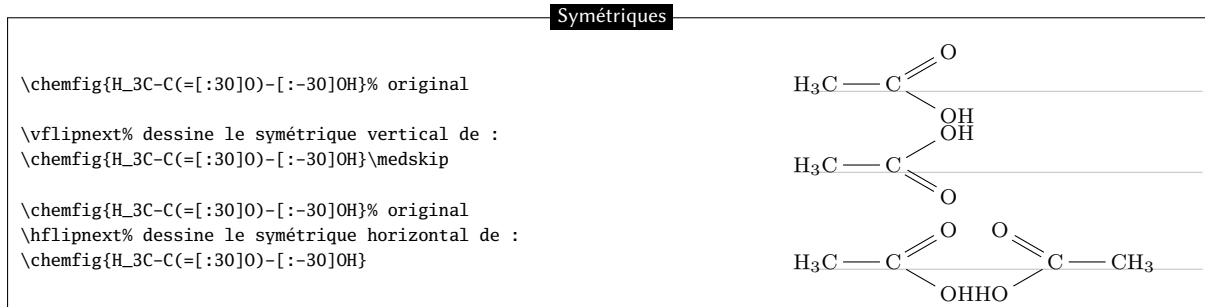 Symétriques
\chemfig{H_3C-C(=[:30]O)-[:-30]OH}% original
\vflipnext% dessine le symétrique vertical de :
\chemfig{H_3C-C(=[:30]O)-[:-30]OH}\medskip
\chemfig{H_3C-C(=[:30]O)-[:-30]OH}% original
\hflipnext% dessine le symétrique horizontal de :
\chemfig{H_3C-C(=[:30]O)-[:-30]OH}
O
H₃C C
OH
OH
H₃C C
O
O O
H₃C C C CH₃
OHHO